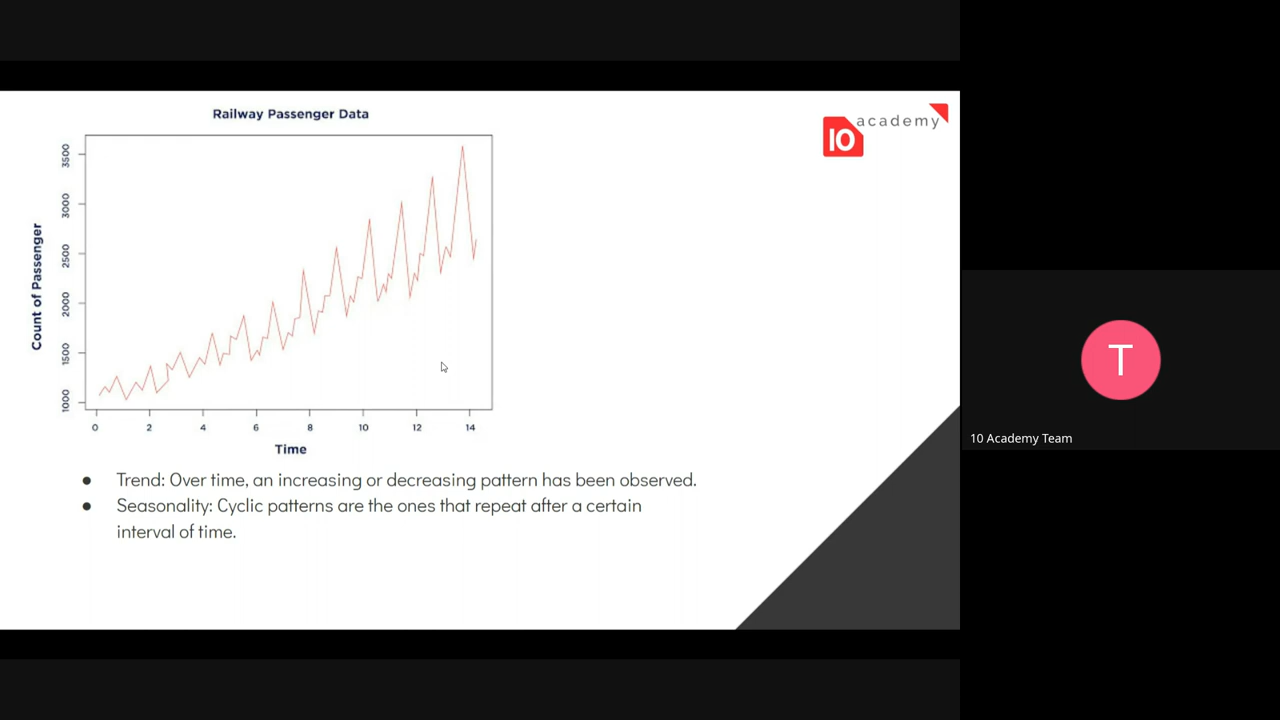 Railway Passenger Data
10 academy
Count of Passenger
3500
3000
2500
2000
1500
1000
0 2 4 6 8 10 12 14
Time
● Trend: Over time, an increasing or decreasing pattern has been observed.
● Seasonality: Cyclic patterns are the ones that repeat after a certain
interval of time.
T
10 Academy Team